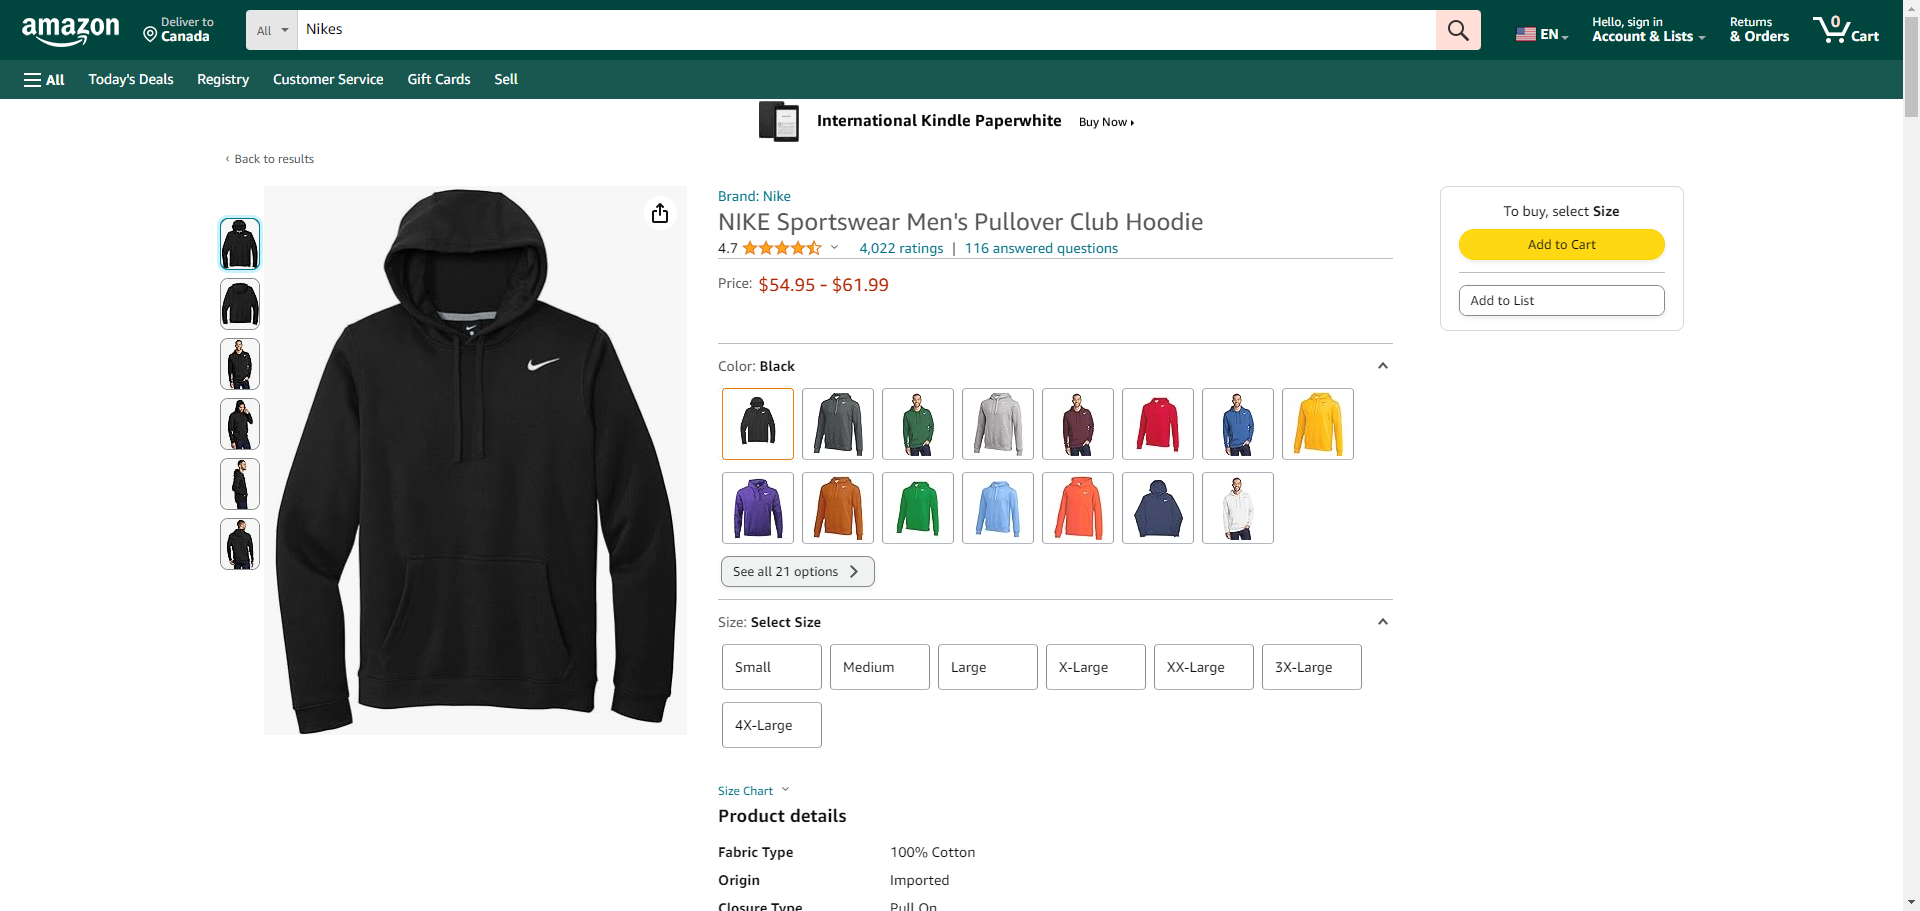 amazon
Deliver to
Canada
All
Nikes
EN
Hello, sign in
Account & Lists
Returns
& Orders
0
Cart
All
Today's Deals
Registry
Customer Service
Gift Cards
Sell
International Kindle Paperwhite
Buy Now
‹ Back to results
Brand: Nike
NIKE Sportswear Men's Pullover Club Hoodie
4.7
4,022 ratings | 116 answered questions
Price: $54.95 - $61.99
To buy, select Size
Add to Cart
Add to List
Color: Black
See all 21 options
Size: Select Size
Small
Medium
Large
X-Large
XX-Large
3X-Large
4X-Large
Size Chart
Product details
Fabric Type 100% Cotton
Origin Imported
Closure Type Pull On